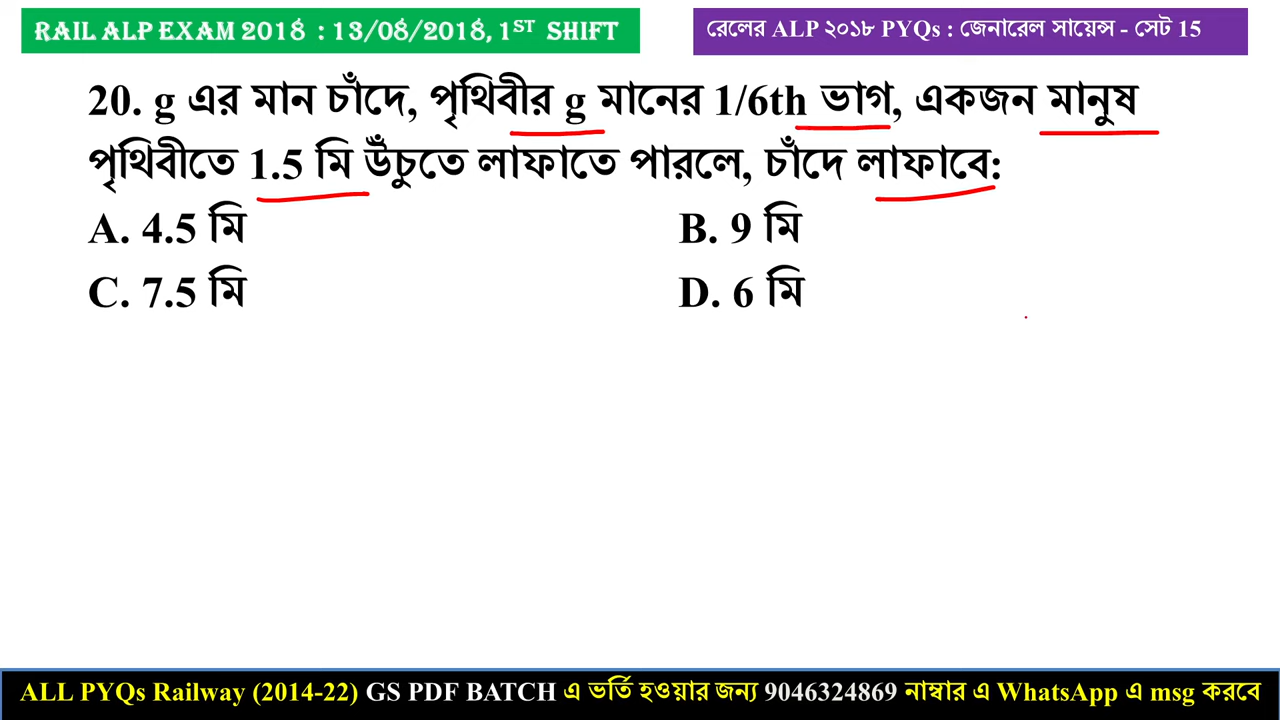 RAIL ALP EXAM 2018 : 13/08/2018, 1ST SHIFT
রেলের ALP ২০১৮ PYQs : জেনারেল সায়েন্স - সেট 15
20. g এর মান চাঁদে, পৃথিবীর g মানের 1/6th ভাগ, একজন মানুষ
পৃথিবীতে 1.5 মি উঁচুতে লাফাতে পারলে, চাঁদে লাফাবে:
A. 4.5 মি B. 9 মি
C. 7.5 মি D. 6 মি
ALL PYQs Railway (2014-22) GS PDF BATCH এ ভর্তি হওয়ার জন্য 9046324869 নাম্বার এ WhatsApp এ msg করবে